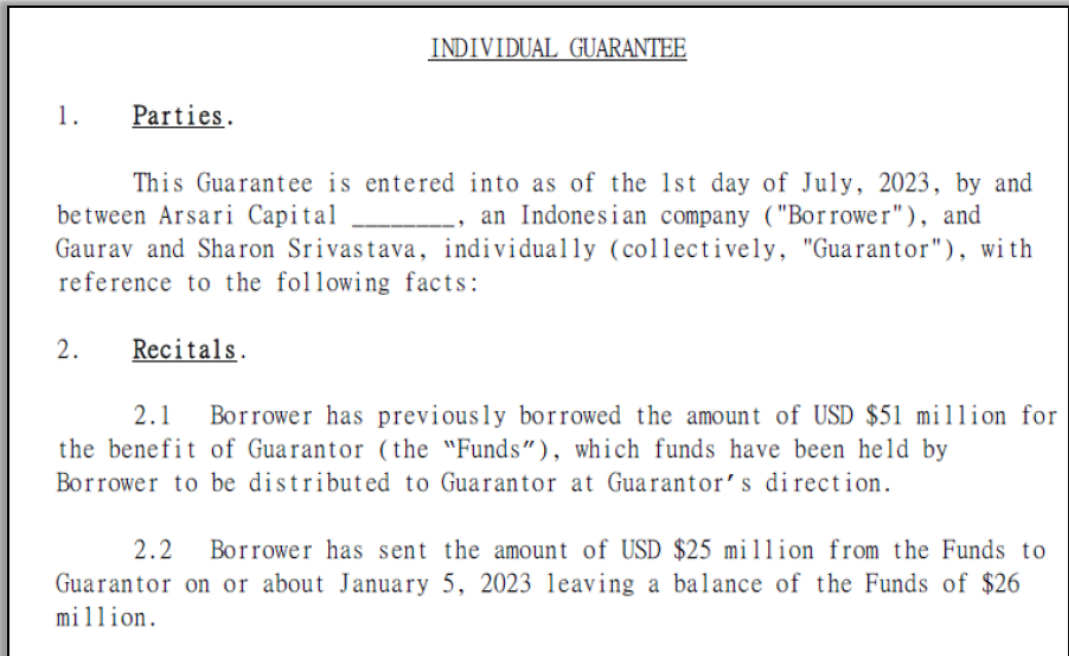 INDIVIDUAL GUARANTEE
1. Parties.
This Guarantee is entered into as of the 1st day of July, 2023, by and
between Arsari Capital ________, an Indonesian company ("Borrower"), and
Gaurav and Sharon Srivastava, individually (collectively, "Guarantor"), with
reference to the following facts:
2. Recitals.
2.1 Borrower has previously borrowed the amount of USD $51 million for
the benefit of Guarantor (the “Funds”), which funds have been held by
Borrower to be distributed to Guarantor at Guarantor’s direction.
2.2 Borrower has sent the amount of USD $25 million from the Funds to
Guarantor on or about January 5, 2023 leaving a balance of the Funds of $26
million.